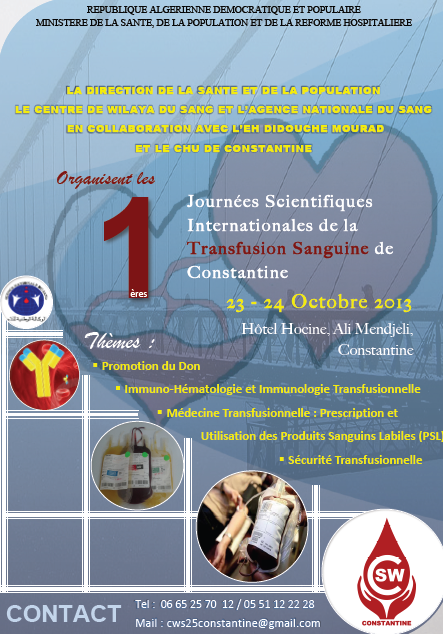 REPUBLIQUE ALGERIENNE DEMOCRATIQUE ET POPULAIRE
MINISTERE DE LA SANTE, DE LA POPULATION ET DE LA REFORME HOSPITALIERE
LA DIRECTION DE LA SANTE ET DE LA POPULATION
LE CENTRE DE WILAYA DU SANG ET L'AGENCE NATIONALE DU SANG
EN COLLABORATION AVEC L'EH DIDOUCHE MOURAD
ET LE CHU DE CONSTANTINE
Organisent les
1ères
Journées Scientifiques
Internationales de la
Transfusion Sanguine de
Constantine
23 - 24 Octobre 2013
Hôtel Hocine, Ali Mendjeli,
Constantine
Thèmes :
▪ Promotion du Don
▪ Immuno-Hématologie et Immunologie Transfusionnelle
▪ Médecine Transfusionnelle : Prescription et
Utilisation des Produits Sanguins Labiles (PSL)
▪ Sécurité Transfusionnelle
CSW
CONSTANTINE
CONTACT
Tel : 06 65 25 70 12 / 05 51 12 22 28
Mail : cws25constantine@gmail.com